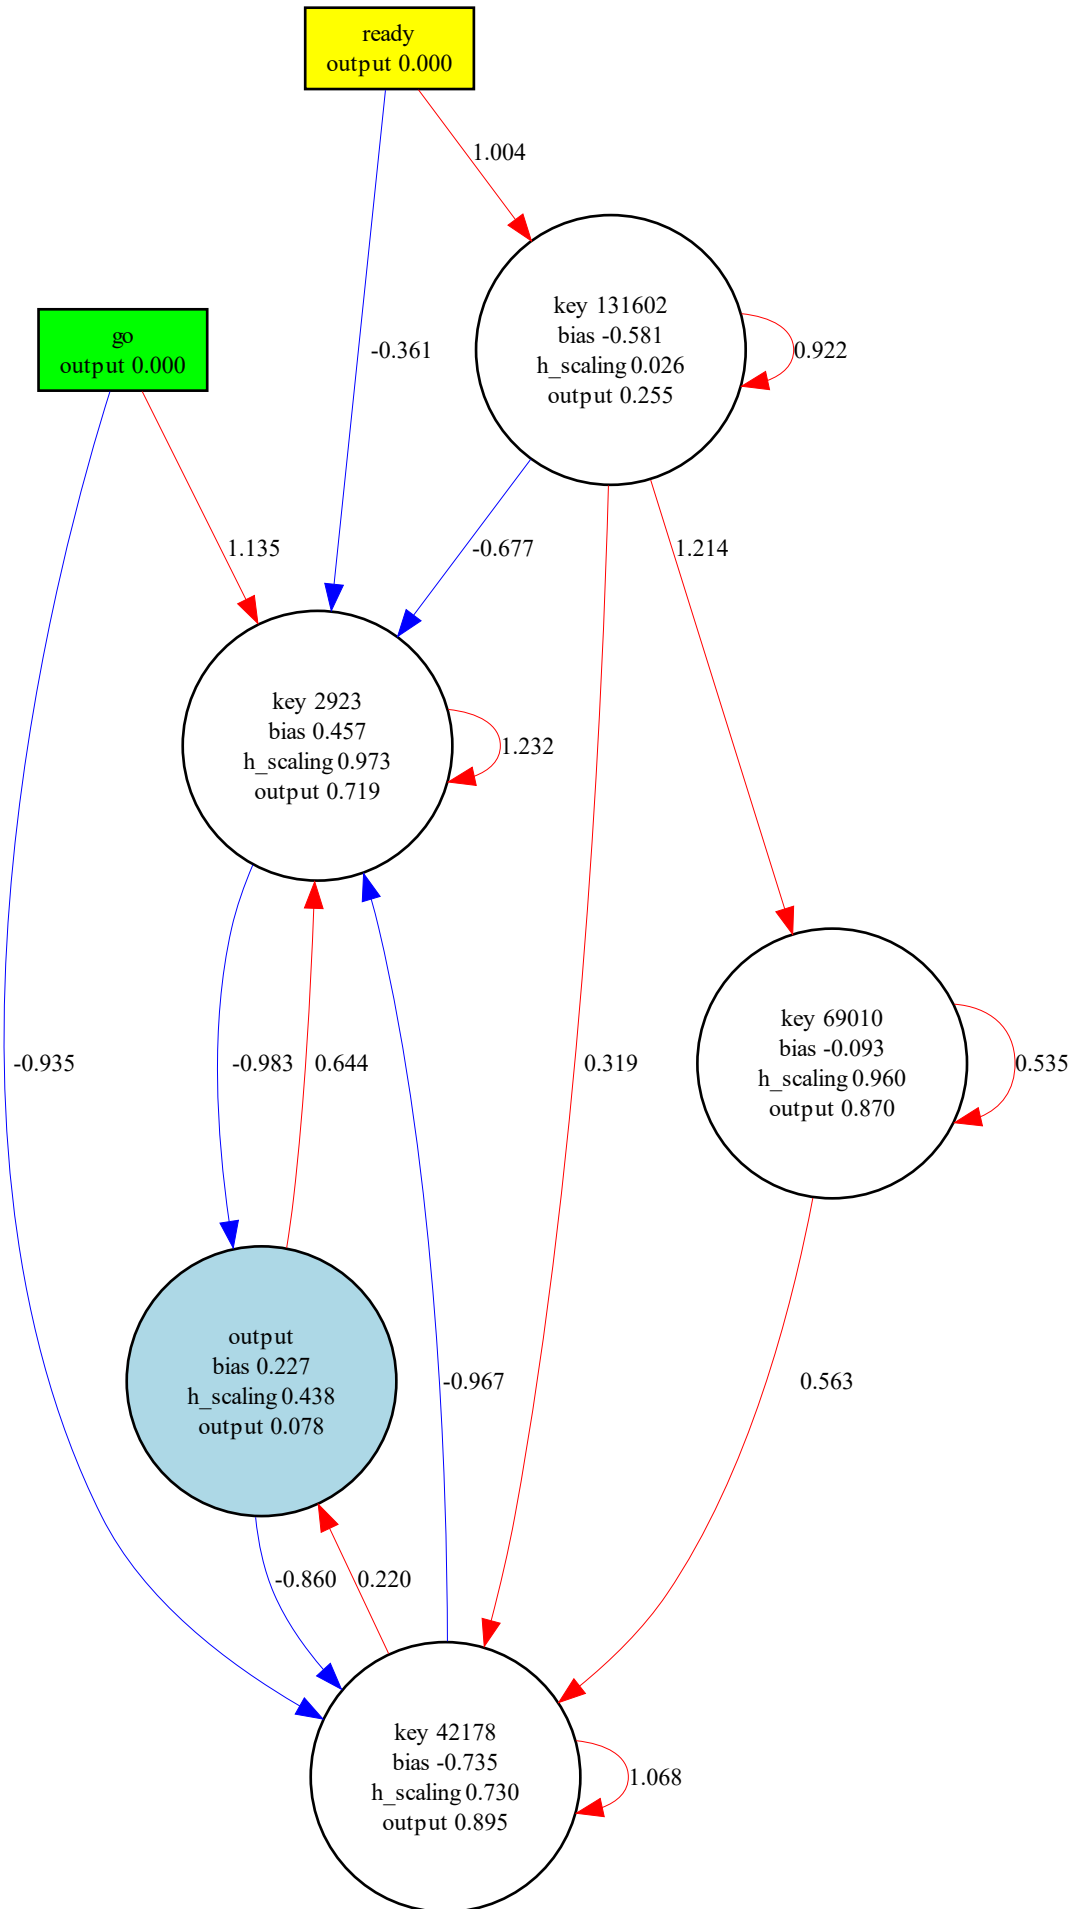 ready
output 0.000
1.004
key 131602
bias -0.581
h_scaling 0.026
output 0.255
0.922
go
output 0.000
-0.361
1.135
-0.677
1.214
key 2923
bias 0.457
h_scaling 0.973
output 0.719
1.232
key 69010
bias -0.093
h_scaling 0.960
output 0.870
0.535
-0.935
-0.983
0.644
0.319
output
bias 0.227
h_scaling 0.438
output 0.078
-0.967
0.563
-0.860
0.220
key 42178
bias -0.735
h_scaling 0.730
output 0.895
1.068